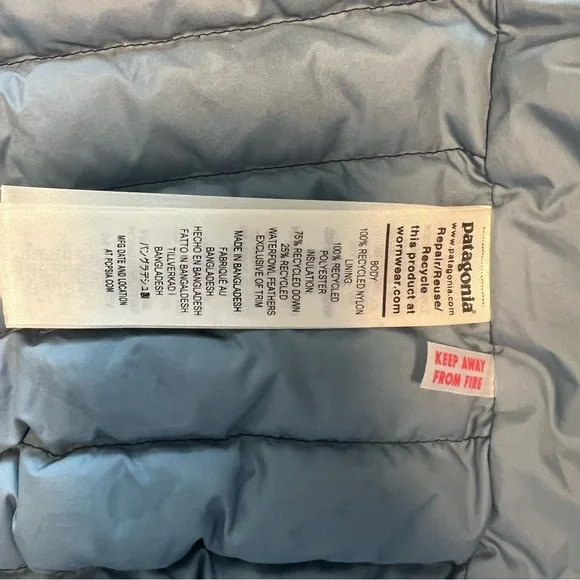 patagonia
www.patagonia.com
Repair/Reuse/
Recycle
this product at
wornwear.com
BODY
100% RECYCLED NYLON
LINING
100% RECYCLED
POLYESTER
INSULATION
75% RECYCLED DOWN
25% RECYCLED
WATERFOWL FEATHERS
EXCLUSIVE OF TRIM
MADE IN BANGLADESH
FABRIQUE AU
BANGLADESH
HECHO EN BANGLADESH
FATTO IN BANGALDESH
TILLVERKAD I
BANGLADESH
バングラデシュ製
MFG DATE AND LOCATION
AT PIPSUA.COM
KEEP AWAY
FROM FIRE